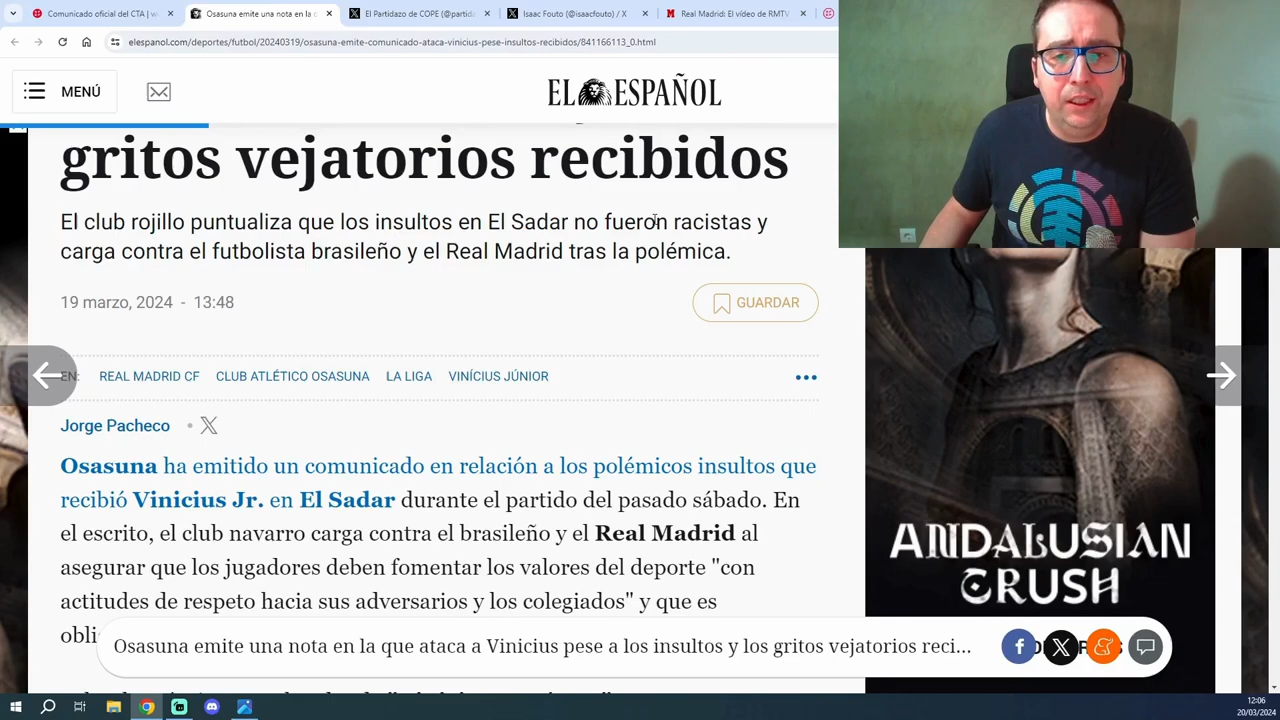 Comunicado oficial del CTA | w
Osasuna emite una nota en la c
El Partidazo de COPE (@partida
Isaac Fouto (@isaacfouto) / X
Real Madrid: El vídeo de RMTV
elespanol.com/deportes/futbol/20240319/osasuna-emite-comunicado-ataca-vinicius-pese-insultos-recibidos/841166113_0.html
MENÚ
EL ESPAÑOL
gritos vejatorios recibidos
El club rojillo puntualiza que los insultos en El Sadar no fueron racistas y
carga contra el futbolista brasileño y el Real Madrid tras la polémica.
19 marzo, 2024 - 13:48
GUARDAR
EN: REAL MADRID CF CLUB ATLÉTICO OSASUNA LA LIGA VINÍCIUS JÚNIOR
Jorge Pacheco
Osasuna ha emitido un comunicado en relación a los polémicos insultos que
recibió Vinicius Jr. en El Sadar durante el partido del pasado sábado. En
el escrito, el club navarro carga contra el brasileño y el Real Madrid al
asegurar que los jugadores deben fomentar los valores del deporte "con
actitudes de respeto hacia sus adversarios y los colegiados" y que es
obli
Osasuna emite una nota en la que ataca a Vinicius pese a los insultos y los gritos vejatorios reci...
ANDALUSIAN
CRUSH
12:06
20/03/2024